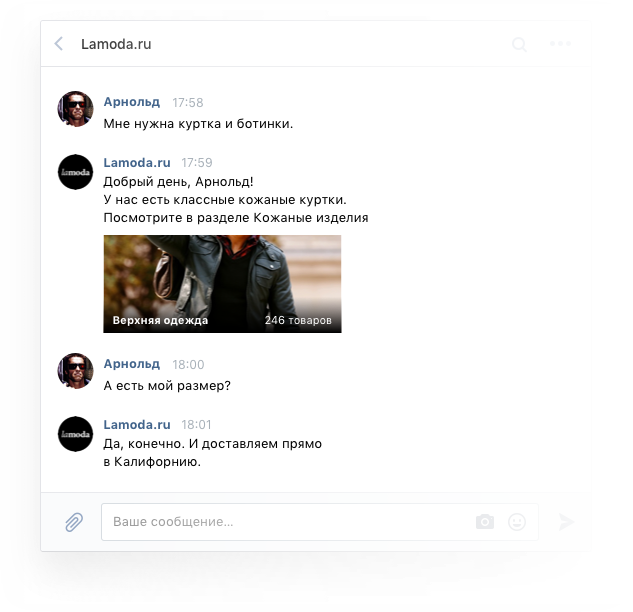 Lamoda.ru
Арнольд 17:58
Мне нужна куртка и ботинки.
lamoda
Lamoda.ru 17:59
Добрый день, Арнольд!
У нас есть классные кожаные куртки.
Посмотрите в разделе Кожаные изделия
Верхняя одежда 246 товаров
Арнольд 18:00
А есть мой размер?
lamoda
Lamoda.ru 18:01
Да, конечно. И доставляем прямо
в Калифорнию.
Ваше сообщение...